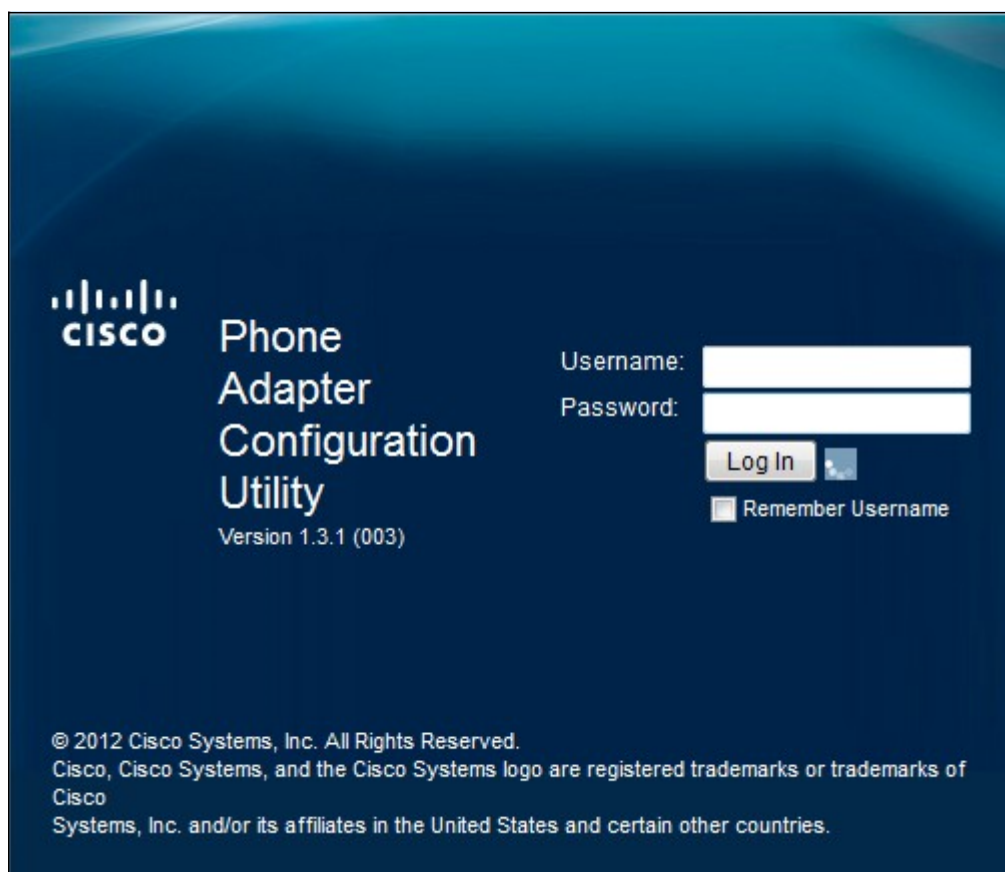 CISCO
Phone
Adapter
Configuration
Utility
Version 1.3.1 (003)
Username:
Password:
Log In
Remember Username
© 2012 Cisco Systems, Inc. All Rights Reserved.
Cisco, Cisco Systems, and the Cisco Systems logo are registered trademarks or trademarks of
Cisco
Systems, Inc. and/or its affiliates in the United States and certain other countries.